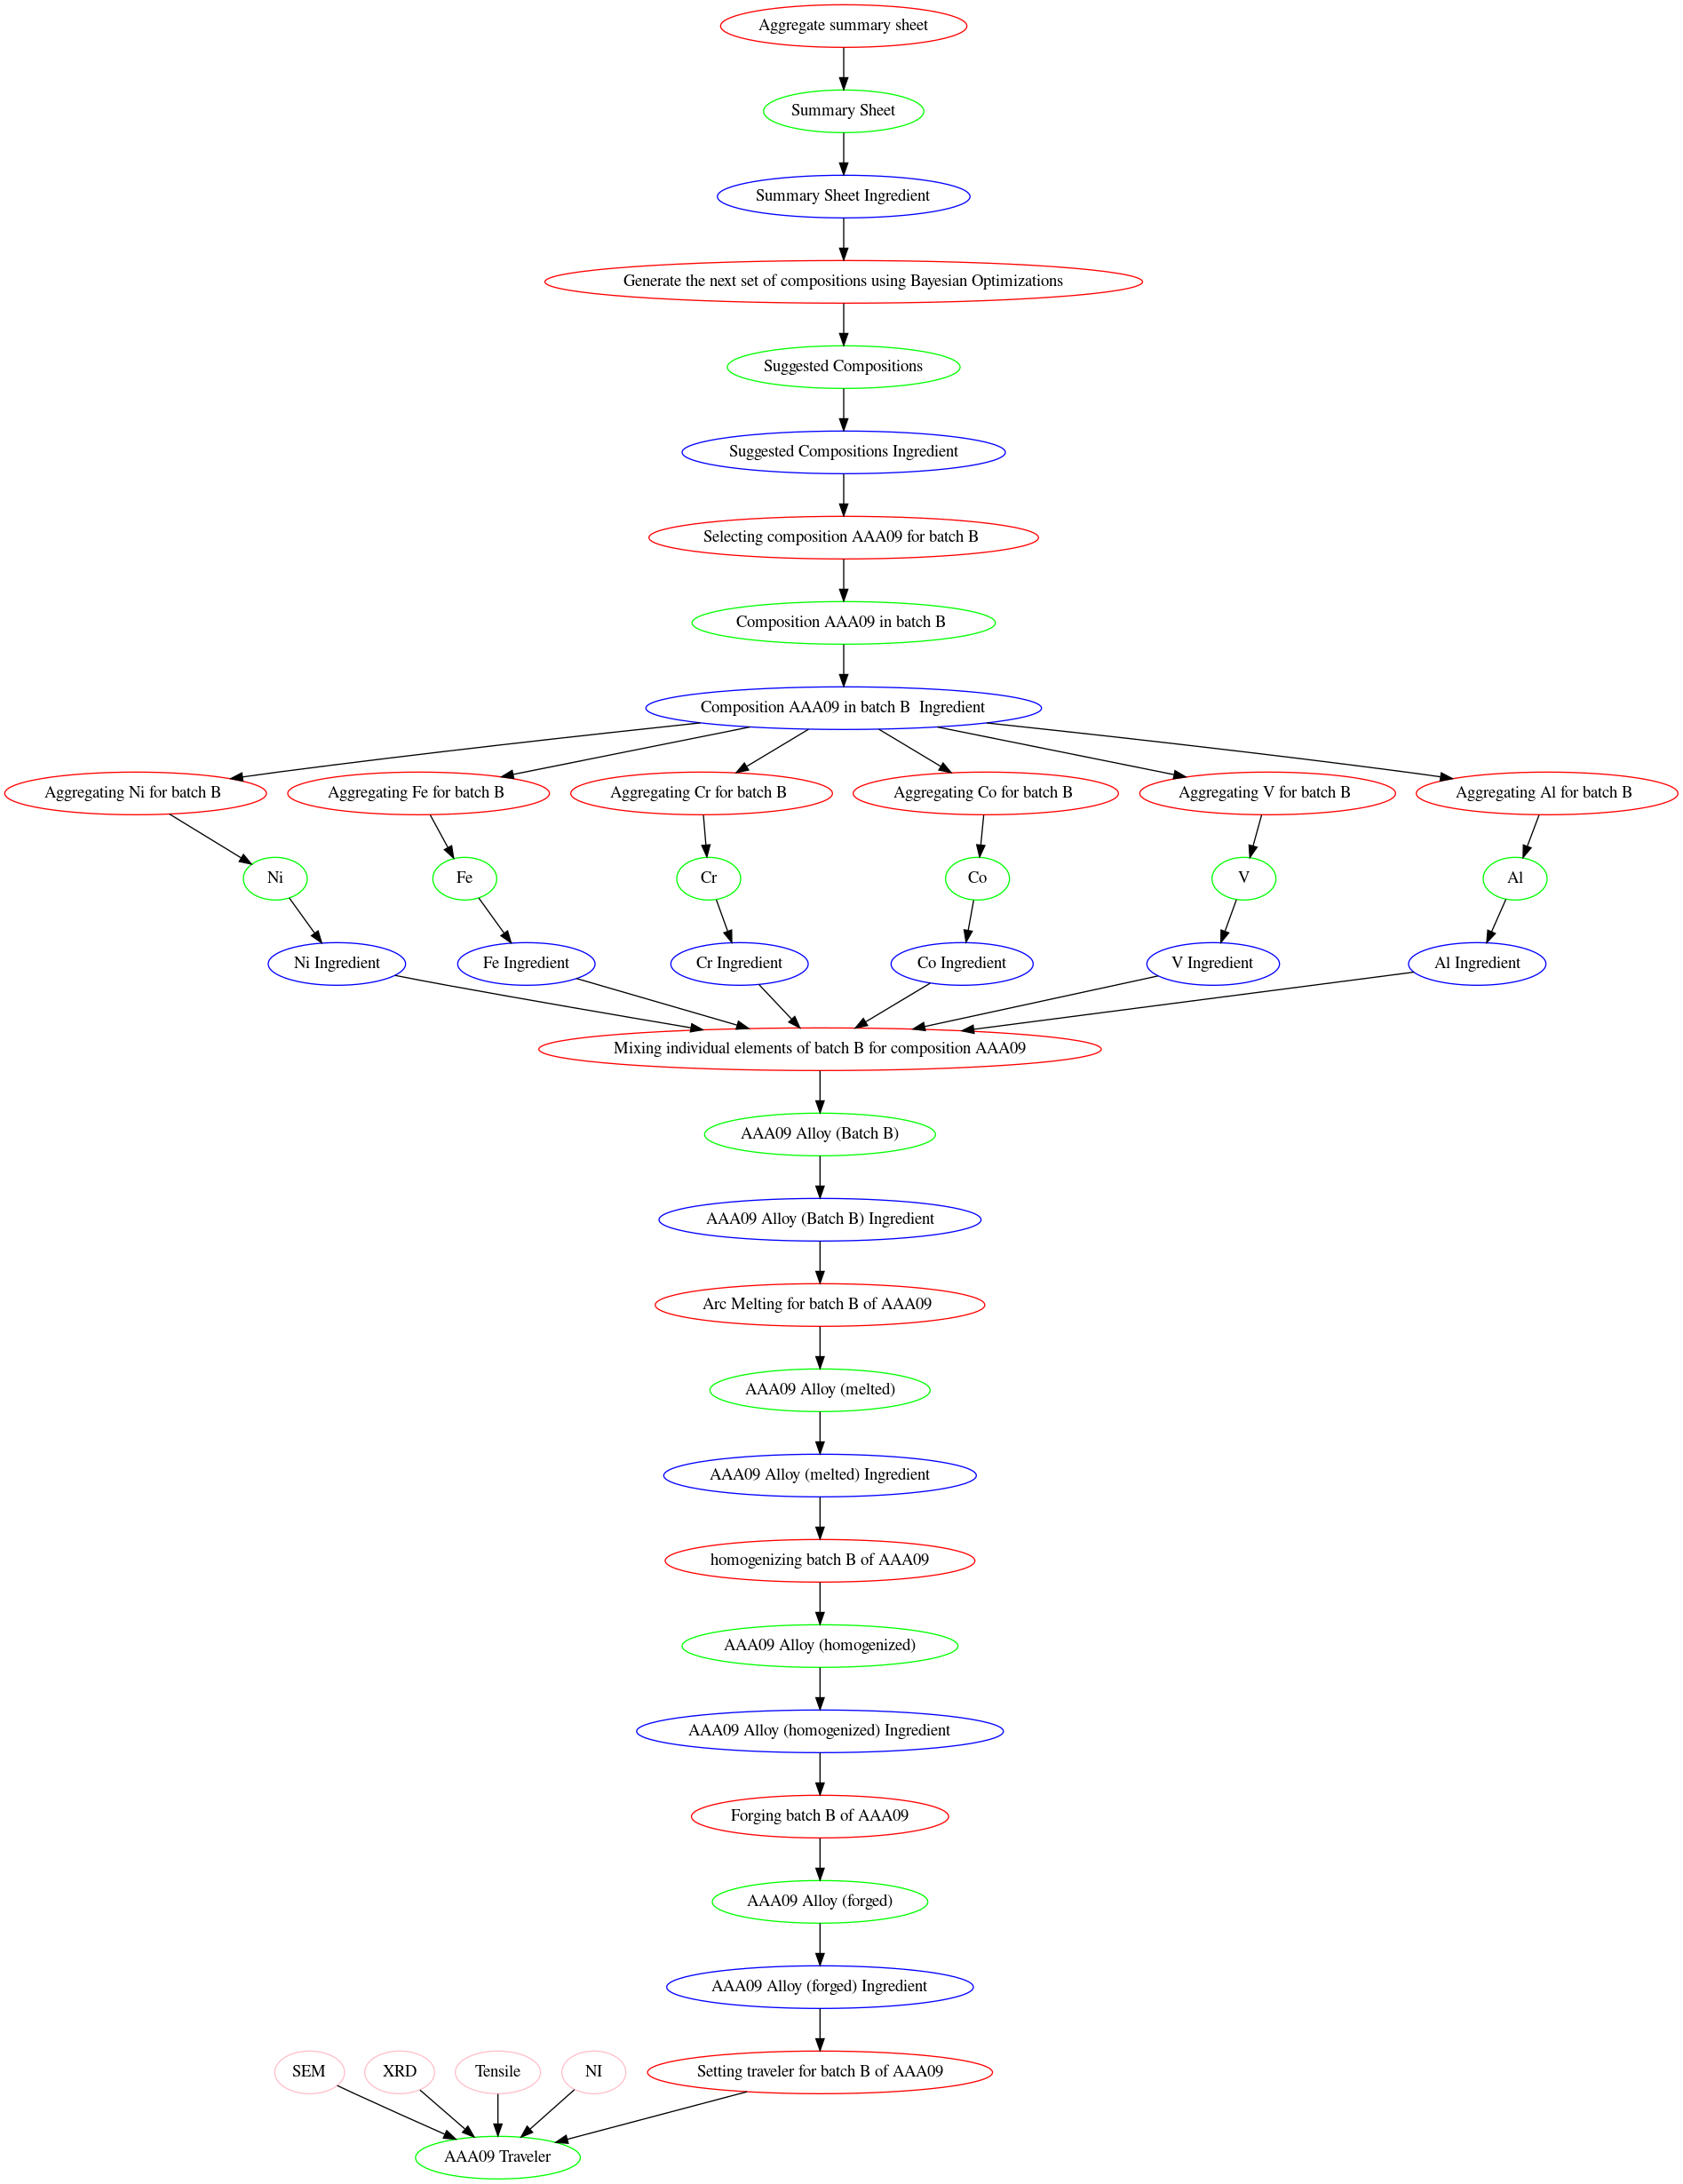 Aggregate summary sheet
Summary Sheet
Summary Sheet Ingredient
Generate the next set of compositions using Bayesian Optimizations
Suggested Compositions
Suggested Compositions Ingredient
Selecting composition AAA09 for batch B
Composition AAA09 in batch B
Composition AAA09 in batch B  Ingredient
Aggregating Ni for batch B
Aggregating Fe for batch B
Aggregating Cr for batch B
Aggregating Co for batch B
Aggregating V for batch B
Aggregating Al for batch B
Ni
Fe
Cr
Co
V
Al
Ni Ingredient
Fe Ingredient
Cr Ingredient
Co Ingredient
V Ingredient
Al Ingredient
Mixing individual elements of batch B for composition AAA09
AAA09 Alloy (Batch B)
AAA09 Alloy (Batch B) Ingredient
Arc Melting for batch B of AAA09
AAA09 Alloy (melted)
AAA09 Alloy (melted) Ingredient
homogenizing batch B of AAA09
AAA09 Alloy (homogenized)
AAA09 Alloy (homogenized) Ingredient
Forging batch B of AAA09
AAA09 Alloy (forged)
AAA09 Alloy (forged) Ingredient
SEM
XRD
Tensile
NI
Setting traveler for batch B of AAA09
AAA09 Traveler